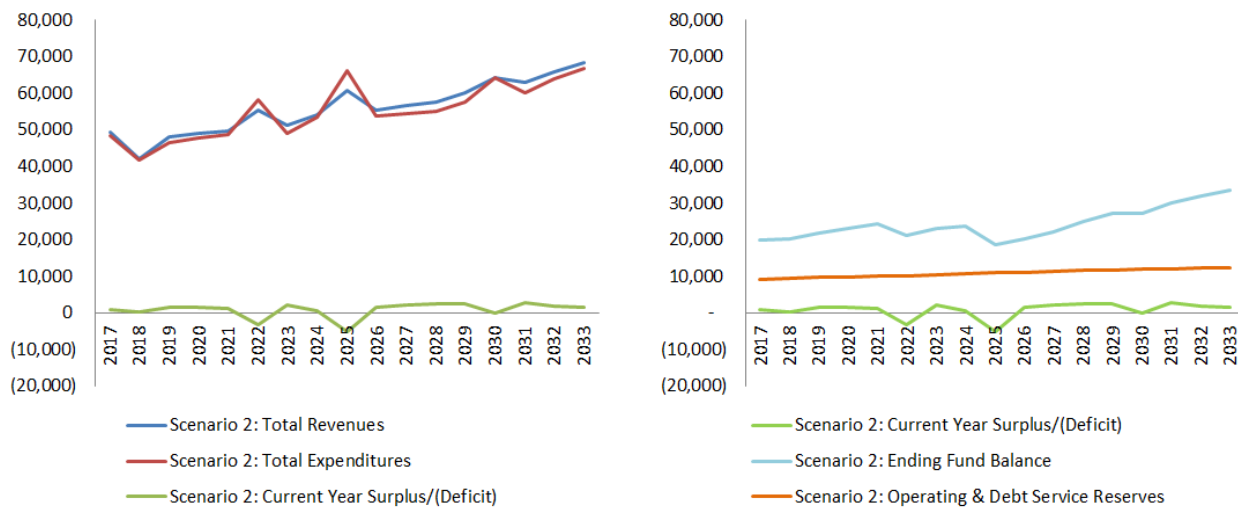 80,000
70,000
60,000
50,000
40,000
30,000
20,000
10,000
0
(10,000)
(20,000)
2017 2018 2019 2020 2021 2022 2023 2024 2025 2026 2027 2028 2029 2030 2031 2032 2033
Scenario 2: Total Revenues
Scenario 2: Total Expenditures
Scenario 2: Current Year Surplus/(Deficit)
80,000
70,000
60,000
50,000
40,000
30,000
20,000
10,000
-
(10,000)
(20,000)
2017 2018 2019 2020 2021 2022 2023 2024 2025 2026 2027 2028 2029 2030 2031 2032 2033
Scenario 2: Current Year Surplus/(Deficit)
Scenario 2: Ending Fund Balance
Scenario 2: Operating & Debt Service Reserves